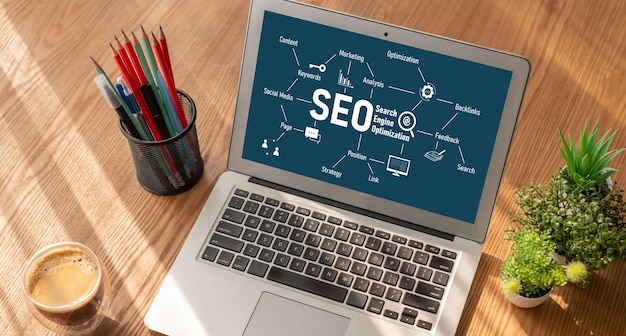 Content
Marketing
Optimization
Keywords
Analysis
Social Media
SEO
Search
Engine
Optimization
Backlinks
Page
Feedback
Position
Search
Strategy
Link